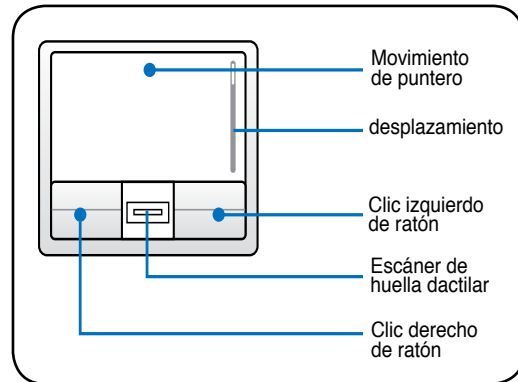 Movimiento
de puntero
desplazamiento
Clic izquierdo
de ratón
Escáner de
huella dactilar
Clic derecho
de ratón